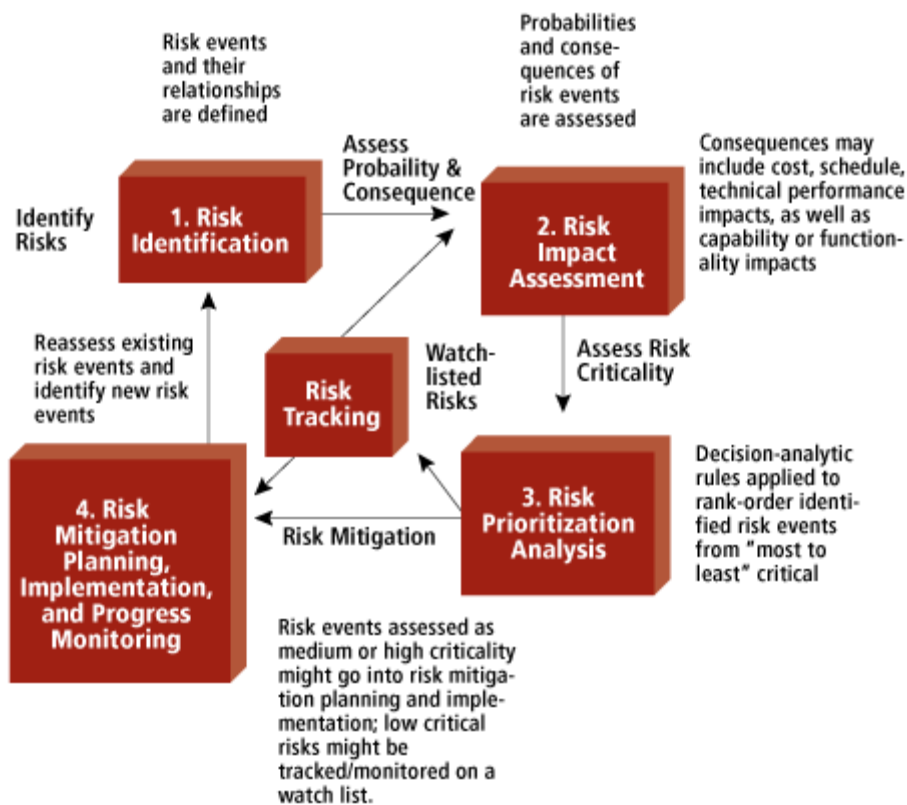 Risk events
and their
relationships
are defined
Probabilities
and conse-
quences of
risk events
are assessed
Assess
Probaility &
Consequence
Consequences may
include cost, schedule,
technical performance
impacts, as well as
capability or function-
ality impacts
Identify
Risks
1. Risk
Identification
2. Risk
Impact
Assessment
Reassess existing
risk events and
identify new risk
events
Risk
Tracking
Watch-
listed
Risks
Assess Risk
Criticality
4. Risk
Mitigation
Planning,
Implementation,
and Progress
Monitoring
Risk Mitigation
3. Risk
Prioritization
Analysis
Decision-analytic
rules applied to
rank-order identi-
fied risk events
from "most to
least" critical
Risk events assessed as
medium or high criticality
might go into risk mitiga-
tion planning and imple-
mentation; low critical
risks might be
tracked/monitored on a
watch list.